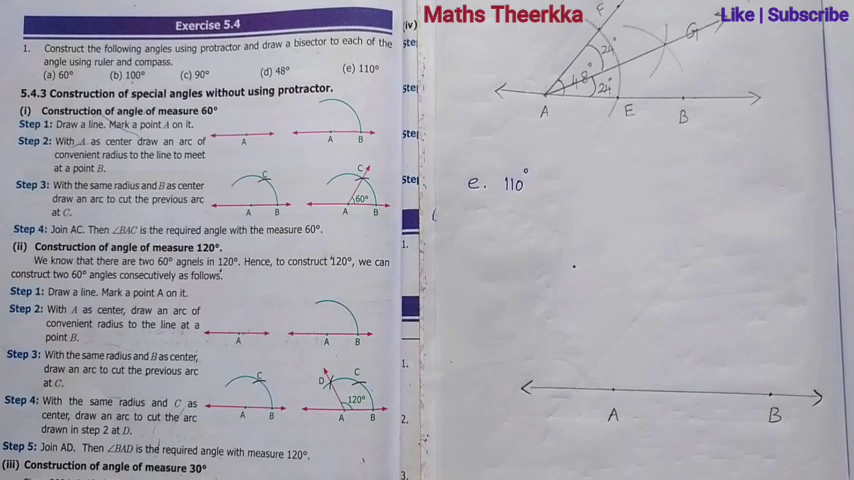 Maths Theerkka
Like | Subscribe
Exercise 5.4
1. Construct the following angles using protractor and draw a bisector to each of the
angle using ruler and compass.
(a) 60° (b) 100° (c) 90° (d) 48° (e) 110°
5.4.3 Construction of special angles without using protractor.
(i) Construction of angle of measure 60°
Step 1: Draw a line. Mark a point A on it.
Step 2: With A as center draw an arc of
convenient radius to the line to meet
at a point B.
A
A B
Step 3: With the same radius and B as center
draw an arc to cut the previous arc
at C.
C
A B
C
60°
A B
Step 4: Join AC. Then ∠BAC is the required angle with the measure 60°.
(ii) Construction of angle of measure 120°.
We know that there are two 60° agnels in 120°. Hence, to construct 120°, we can
construct two 60° angles consecutively as follows.
Step 1: Draw a line. Mark a point A on it.
Step 2: With A as center, draw an arc of
convenient radius to the line at a
point B.
A
A B
Step 3: With the same radius and B as center,
draw an arc to cut the previous arc
at C.
Step 4: With the same radius and C as
center, draw an arc to cut the arc
drawn in step 2 at D.
C
A B
D C
120°
A B
Step 5: Join AD. Then ∠BAD is the required angle with measure 120°.
(iii) Construction of angle of measure 30°
(iv)
Ste
Ste
Ste
Step
1.
1.
2.
3.
F
G
24°
48°
24°
A E B
e. 110°
A B